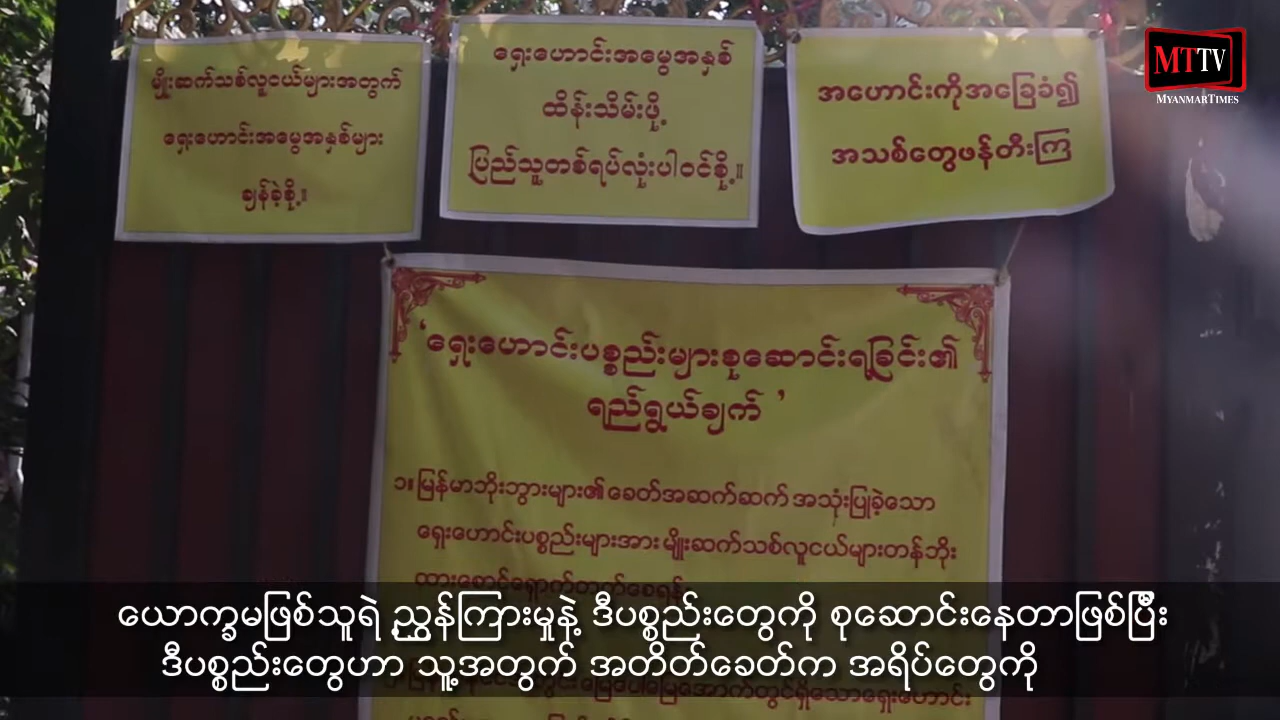 MTTV
MYANMARTIMES
မျိုးဆက်သစ်လူငယ်များအတွက်
ရှေးဟောင်းအမွေအနှစ်များ
ချန်ခဲ့စို့။
ရှေးဟောင်းအမွေအနှစ်
ထိန်းသိမ်းဖို့
ပြည်သူတစ်ရပ်လုံးပါဝင်စို့။
အဟောင်းကိုအခြေခံ၍
အသစ်တွေဖန်တီးကြ
‘ရှေးဟောင်းပစ္စည်းများစုဆောင်းရခြင်း၏
ရည်ရွယ်ချက် ’
၁။ မြန်မာဘိုးဘွားများ၏ ခေတ်အဆက်ဆက် အသုံးပြုခဲ့သော
ရှေးဟောင်းပစ္စည်းများအား မျိုးဆက်သစ်လူငယ်များတန်ဘိုး
ယောက္ခမဖြစ်သူရဲ့ ညွှန်ကြားမှုနဲ့ ဒီပစ္စည်းတွေကို စုဆောင်းနေတာဖြစ်ပြီး
ဒီပစ္စည်းတွေဟာ သူ့အတွက် အတိတ်ခေတ်က အရိပ်တွေကို